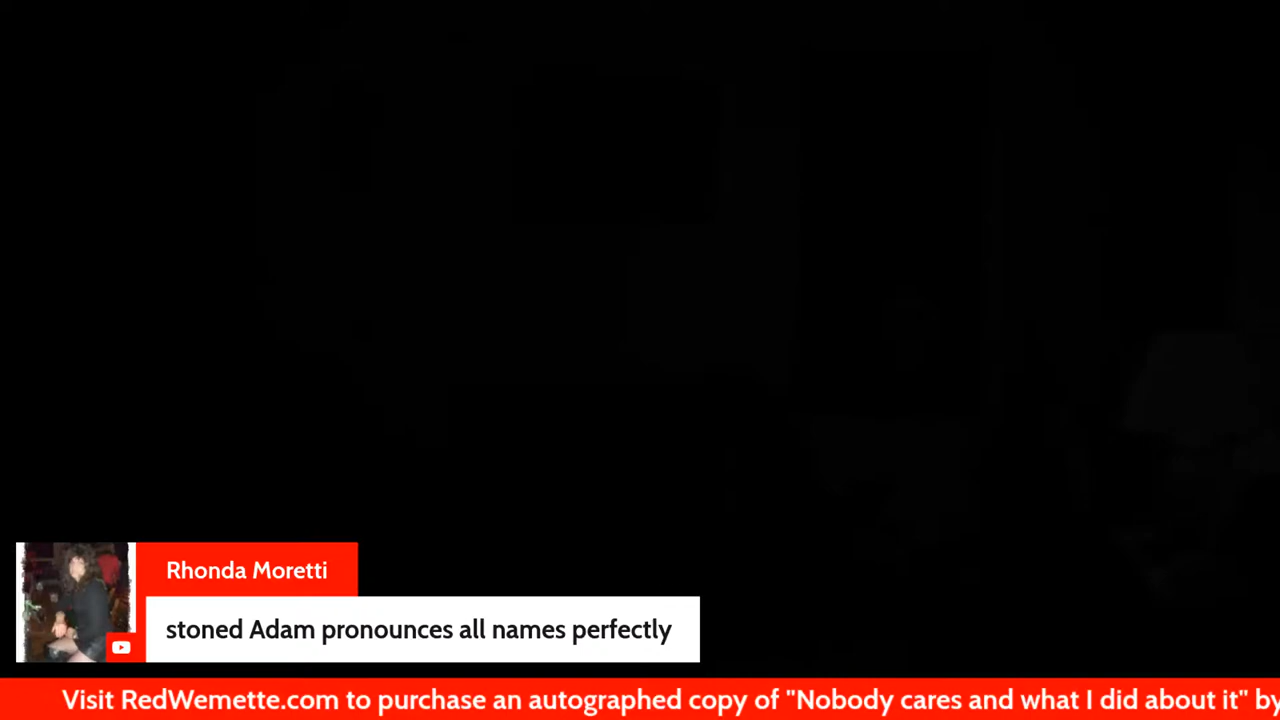 Rhonda Moretti
stoned Adam pronounces all names perfectly
Visit RedWemette.com to purchase an autographed copy of "Nobody cares and what I did about it" by